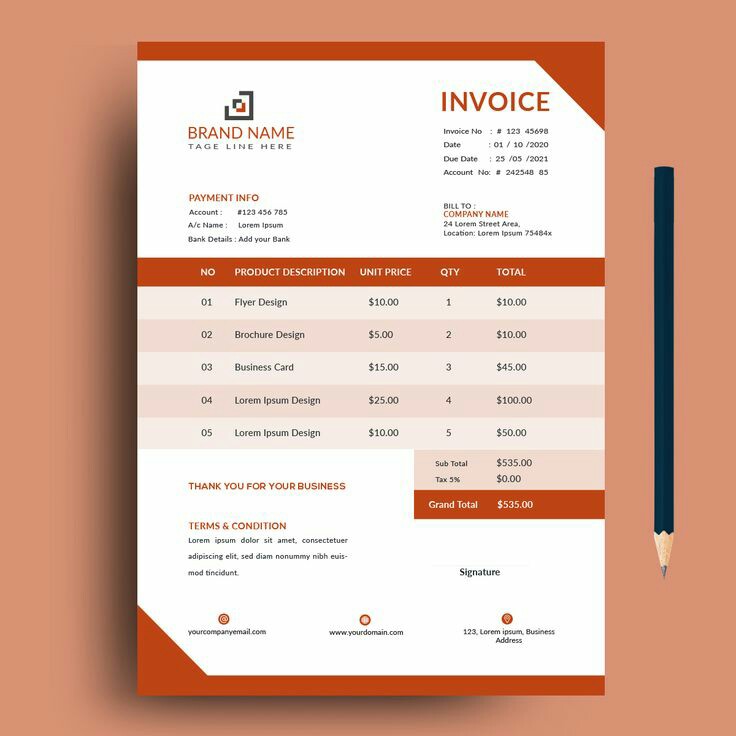 BRAND NAME
TAGE LINE HERE
INVOICE
Invoice No : # 123 45698
Date : 01 / 10 /2020
Due Date : 25 /05 /2021
Account No: # 242548 85
PAYMENT INFO
Account : #123 456 785
A/c Name : Lorem Ipsum
Bank Details : Add your Bank
BILL TO :
COMPANY NAME
24 Lorem Street Area,
Location: Lorem Ipsum 75484x
NO PRODUCT DESCRIPTION UNIT PRICE QTY TOTAL
01 Flyer Design $10.00 1 $10.00
02 Brochure Design $5.00 2 $10.00
03 Business Card $15.00 3 $45.00
04 Lorem Ipsum Design $25.00 4 $100.00
05 Lorem Ipsum Design $10.00 5 $50.00
Sub Total $535.00
Tax 5% $0.00
Grand Total $535.00
THANK YOU FOR YOUR BUSINESS
TERMS & CONDITION
Lorem ipsum dolor sit amet, consectetuer
adipiscing elit, sed diam nonummy nibh euis-
mod tincidunt,
Signature
yourcompanyemail.com
www.yourdomain.com
123, Lorem ipsum, Business
Address